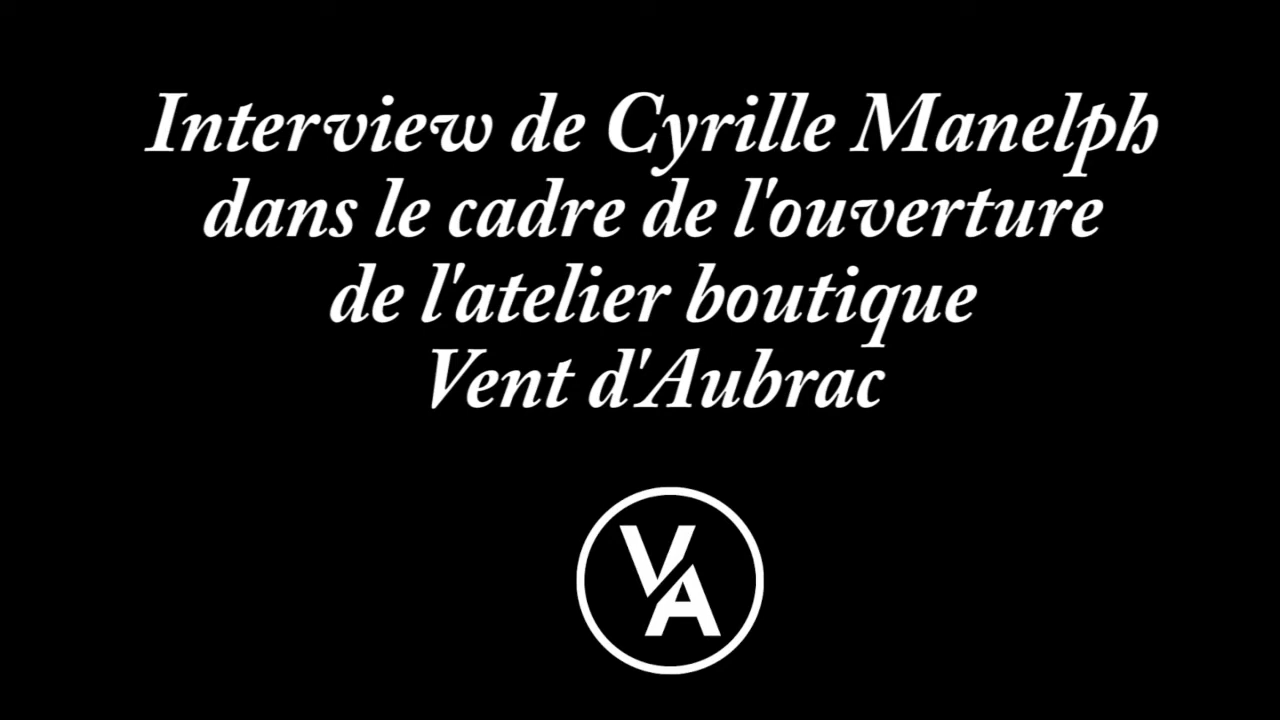 Interview de Cyrille Manelph
dans le cadre de l'ouverture
de l'atelier boutique
Vent d'Aubrac
VA